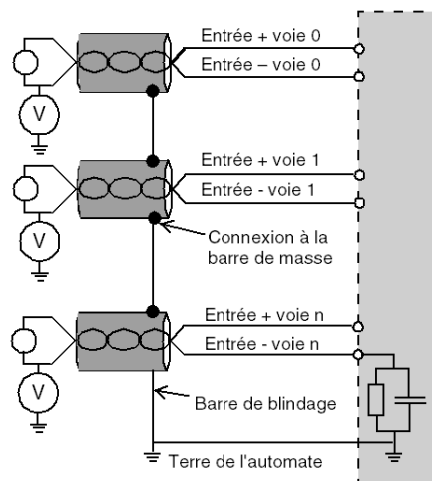 Entrée + voie 0
Entrée – voie 0
V
Entrée + voie 1
Entrée - voie 1
V
Connexion à la
barre de masse
Entrée + voie n
Entrée - voie n
V
Barre de blindage
Terre de l'automate